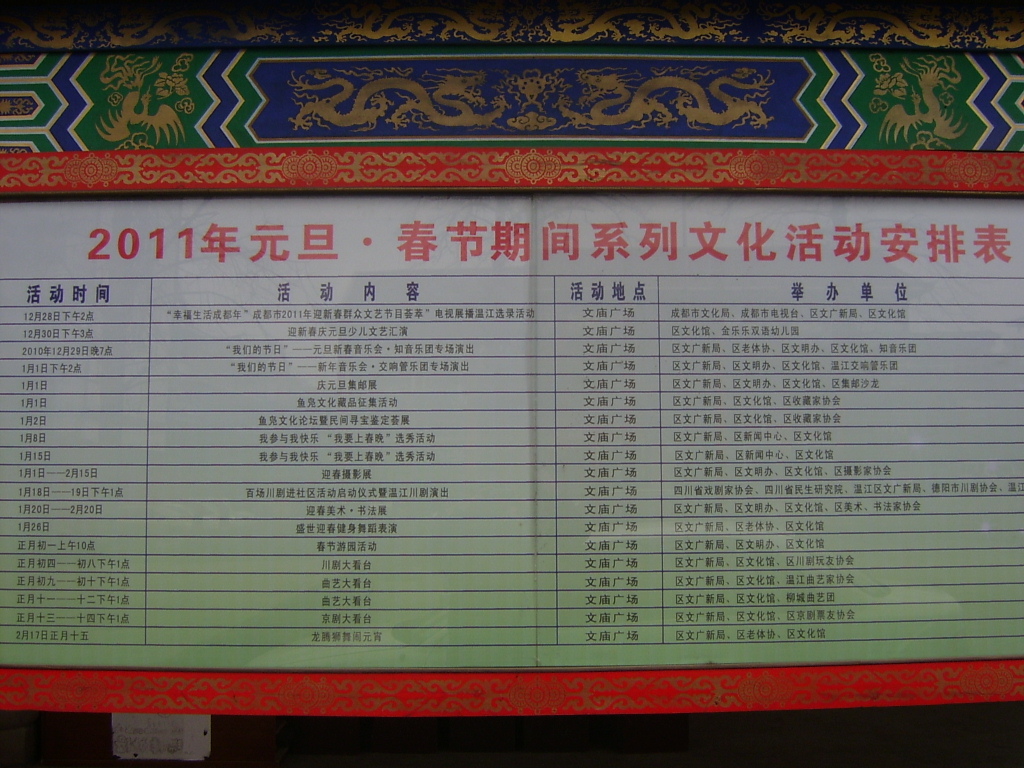 2011年元旦·春节期间系列文化活动安排表
活动时间 活动内容 活动地点 举办单位
12月28日下午2点 “幸福生活成都年”成都市2011年迎新春群众文艺节目荟萃”电视展播温江选录活动 文庙广场 成都市文化局、成都市电视台、区文广新局、区文化馆
12月30日下午3点 迎新春庆元旦少儿文艺汇演 文庙广场 区文化馆、金乐乐双语幼儿园
2010年12月29日晚7点 “我们的节日”——元旦新春音乐会·知音乐团专场演出 文庙广场 区文广新局、区老体协、区文明办、区文化馆、知音乐团
1月1日下午2点 “我们的节日”——新年音乐会·交响管乐团专场演出 文庙广场 区文广新局、区文明办、区文化馆、温江交响管乐团
1月1日 庆元旦集邮展 文庙广场 区文广新局、区文明办、区文化馆、区集邮沙龙
1月1日 鱼凫文化藏品征集活动 文庙广场 区文广新局、区文化馆、区收藏家协会
1月2日 鱼凫文化论坛暨民间寻宝鉴定荟展 文庙广场 区文广新局、区文化馆、区收藏家协会
1月8日 我参与我快乐 “我要上春晚”选秀活动 文庙广场 区文广新局、区新闻中心、区文化馆
1月15日 我参与我快乐 “我要上春晚”选秀活动 文庙广场 区文广新局、区新闻中心、区文化馆
1月1日——2月15日 迎春摄影展 文庙广场 区文广新局、区文明办、区文化馆、区摄影家协会
1月18日——19日下午1点 百场川剧进社区活动启动仪式暨温江川剧演出 文庙广场 四川省戏剧家协会、四川省民生研究院、温江区文广新局、德阳市川剧协会、温江
1月20日——2月20日 迎春美术·书法展 文庙广场 区文广新局、区文明办、区文化馆、区美术、书法家协会
1月26日 盛世迎春健身舞蹈表演 文庙广场 区文广新局、区老体协、区文化馆
正月初一上午10点 春节游园活动 文庙广场 区文广新局、区文明办、区文化馆
正月初四——初八下午1点 川剧大看台 文庙广场 区文广新局、区文化馆、区川剧玩友协会
正月初九——初十下午1点 曲艺大看台 文庙广场 区文广新局、区文化馆、温江曲艺家协会
正月十一——十二下午1点 曲艺大看台 文庙广场 区文广新局、区文化馆、柳城曲艺团
正月十三——十四下午1点 京剧大看台 文庙广场 区文广新局、区文化馆、区京剧票友协会
2月17日正月十五 龙腾狮舞闹元宵 文庙广场 区文广新局、区老体协、区文化馆